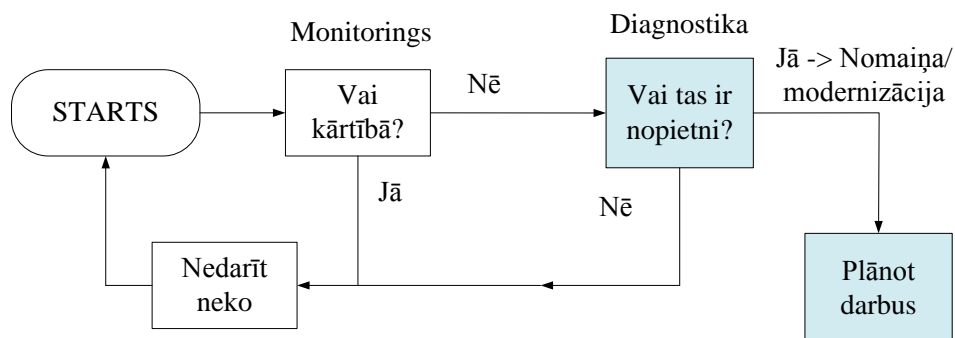 Monitorings
Diagnostika
STARTS
Vai
kārtībā?
Nē
Vai tas ir
nopietni?
Jā -> Nomaiņa/
modernizācija
Jā
Nē
Nedarīt
neko
Plānot
darbus